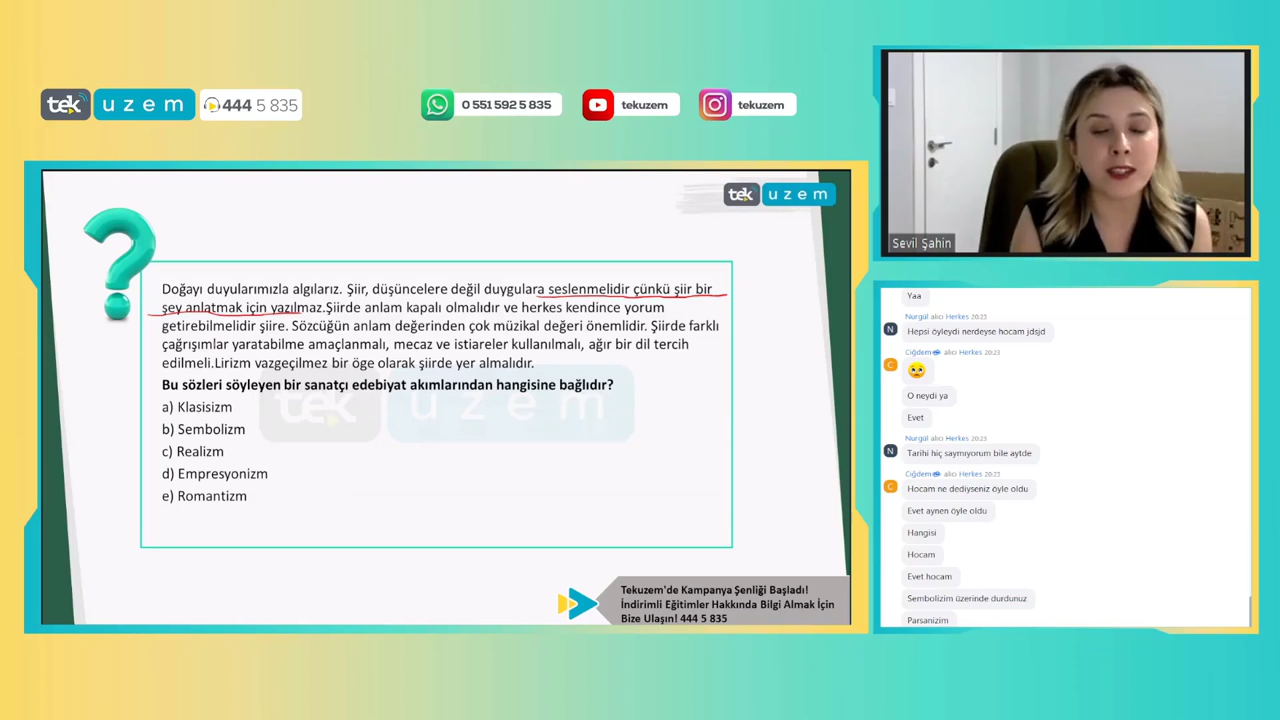 tek uzem 444 5 835
0 551 592 5 835
tekuzem
tekuzem
tek uzem
Doğayı duyularımızla algılarız. Şiir, düşüncelere değil duygulara seslenmelidir çünkü şiir bir
şey anlatmak için yazılmaz.Şiirde anlam kapalı olmalıdır ve herkes kendince yorum
getirebilmelidir şiire. Sözcüğün anlam değerinden çok müzikal değeri önemlidir. Şiirde farklı
çağrışımlar yeratabilme amaçlanmalı, mecaz ve istiareler kullanılmalı, ağır bir dil tercih
edilmeli.Lirizm vazgeçilmez bir öge olarak şiirde yer almalıdır.
Bu sözleri söyleyen bir sanatçı edebiyat akımlarından hangisine bağlıdır?
a) Klasisizm
b) Sembolizm
c) Realizm
d) Empresyonizm
e) Romantizm
tek uzem
Tekuzem'de Kampanya Şenliği Başladı!
İndirimli Eğitimler Hakkında Bilgi Almak İçin
Bize Ulaşın! 444 5 835
Sevil Şahin
Yaa
Nurgül alıcı Herkes 20:23
N
Hepsi öyleydi nerdeyse hocam jdsjd
Ciğdem alıcı Herkes 20:23
C
O neydi ya
Evet
Nurgül alıcı Herkes 20:23
N
Tarihi hiç saymıyorum bile aytde
Ciğdem alıcı Herkes 20:23
C
Hocam ne dediyseniz öyle oldu
Evet aynen öyle oldu
Hangisi
Hocam
Evet hocam
Sembolizim üzerinde durdunuz
Parsanizim